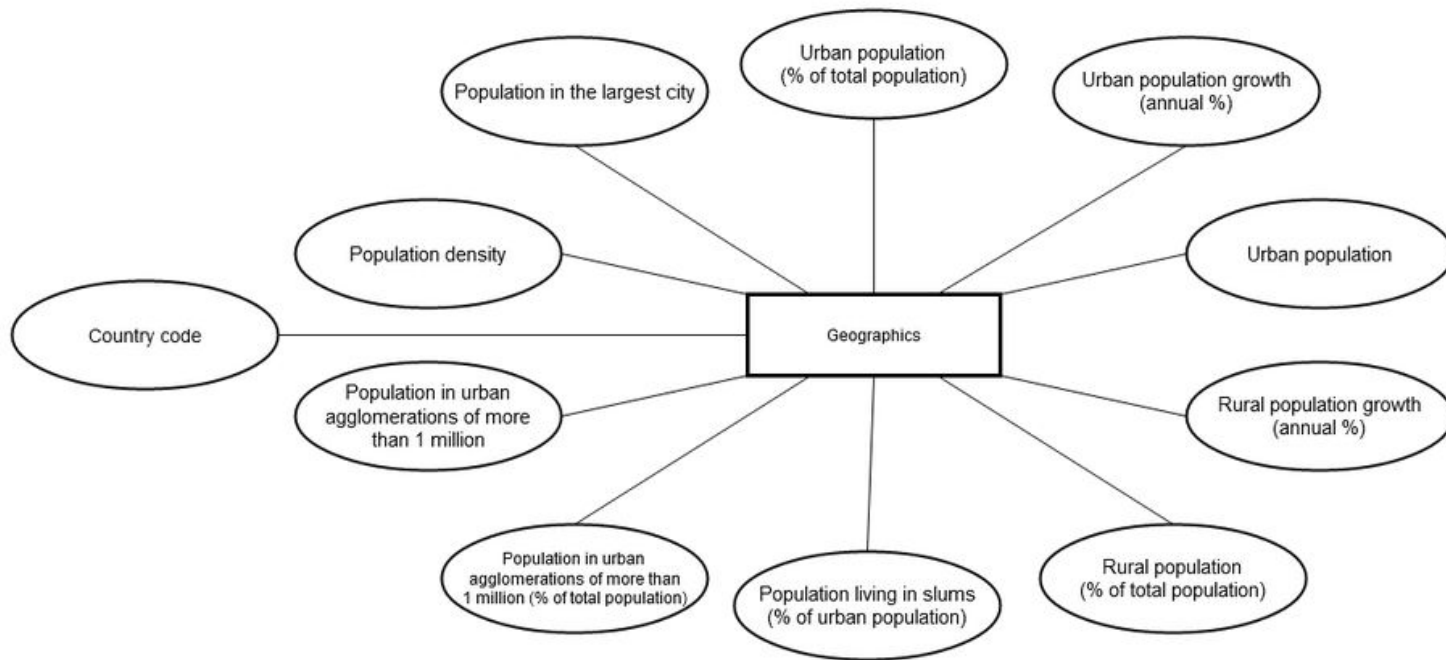 Urban population
(% of total population)
Population in the largest city
Urban population growth
(annual %)
Population density
Urban population
Country code
Geographics
Population in urban
agglomerations of more
than 1 million
Rural population growth
(annual %)
Population in urban
agglomerations of more than
1 million (% of total population)
Population living in slums
(% of urban population)
Rural population
(% of total population)